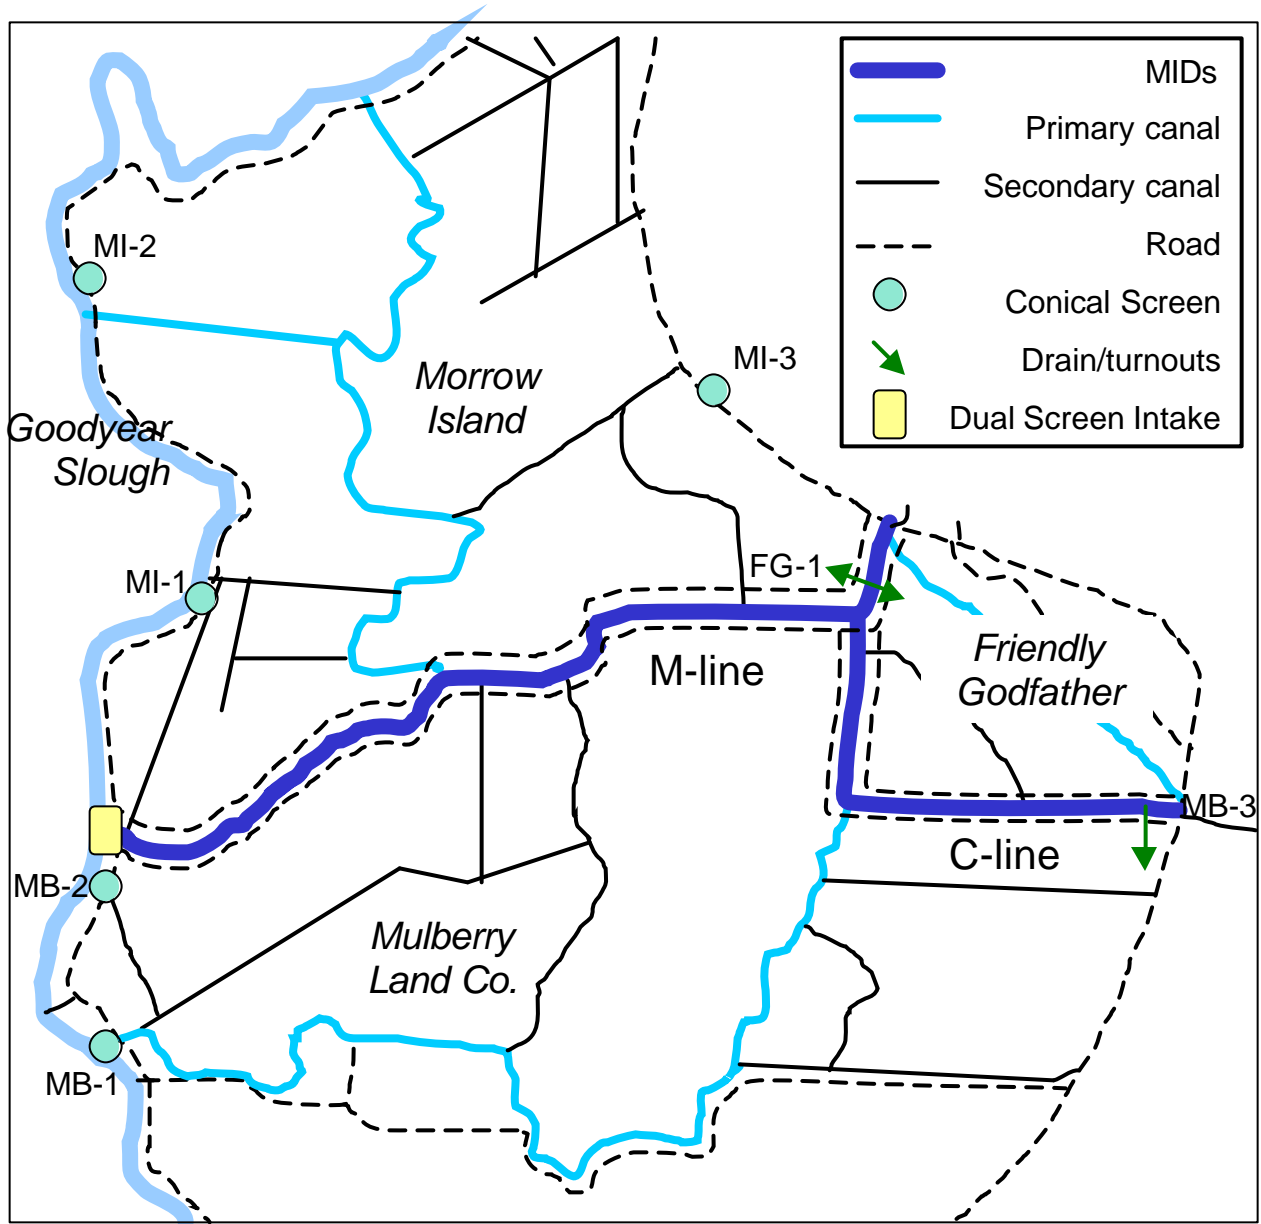 MIDs
Primary canal
Secondary canal
Road
Conical Screen
Drain/turnouts
Dual Screen Intake
MI-2
MI-3
Morrow
Island
Goodyear
Slough
MI-1
FG-1
M-line
Friendly
Godfather
MB-3
C-line
MB-2
Mulberry
Land Co.
MB-1